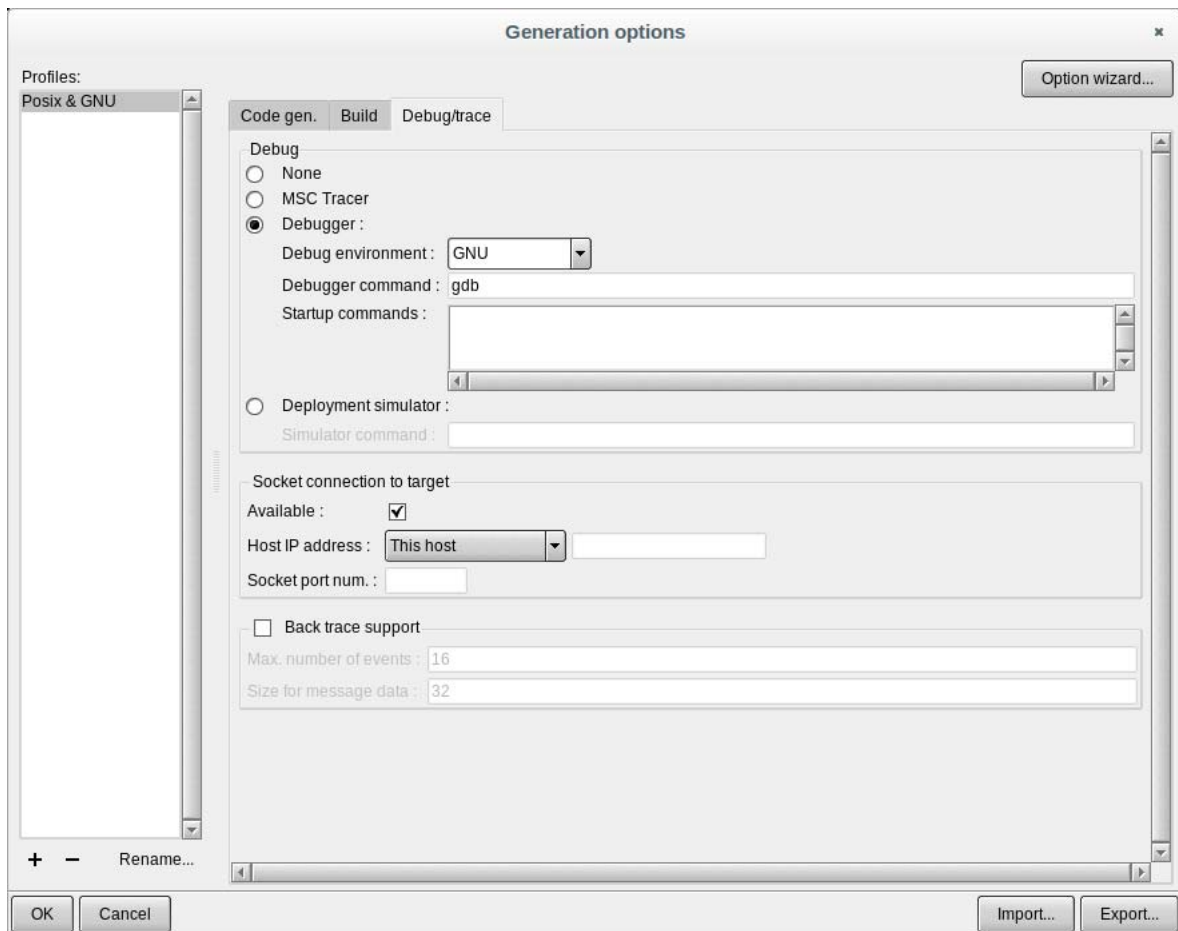 Generation options
Profiles:
Option wizard...
Posix & GNU
Code gen. Build Debug/trace
Debug
None
MSC Tracer
Debugger :
Debug environment : GNU
Debugger command : gdb
Startup commands :
Deployment simulator :
Simulator command :
Socket connection to target
Available :
Host IP address : This host
Socket port num. :
Back trace support
Max. number of events : 16
Size for message data : 32
+ − Rename...
OK Cancel Import... Export...